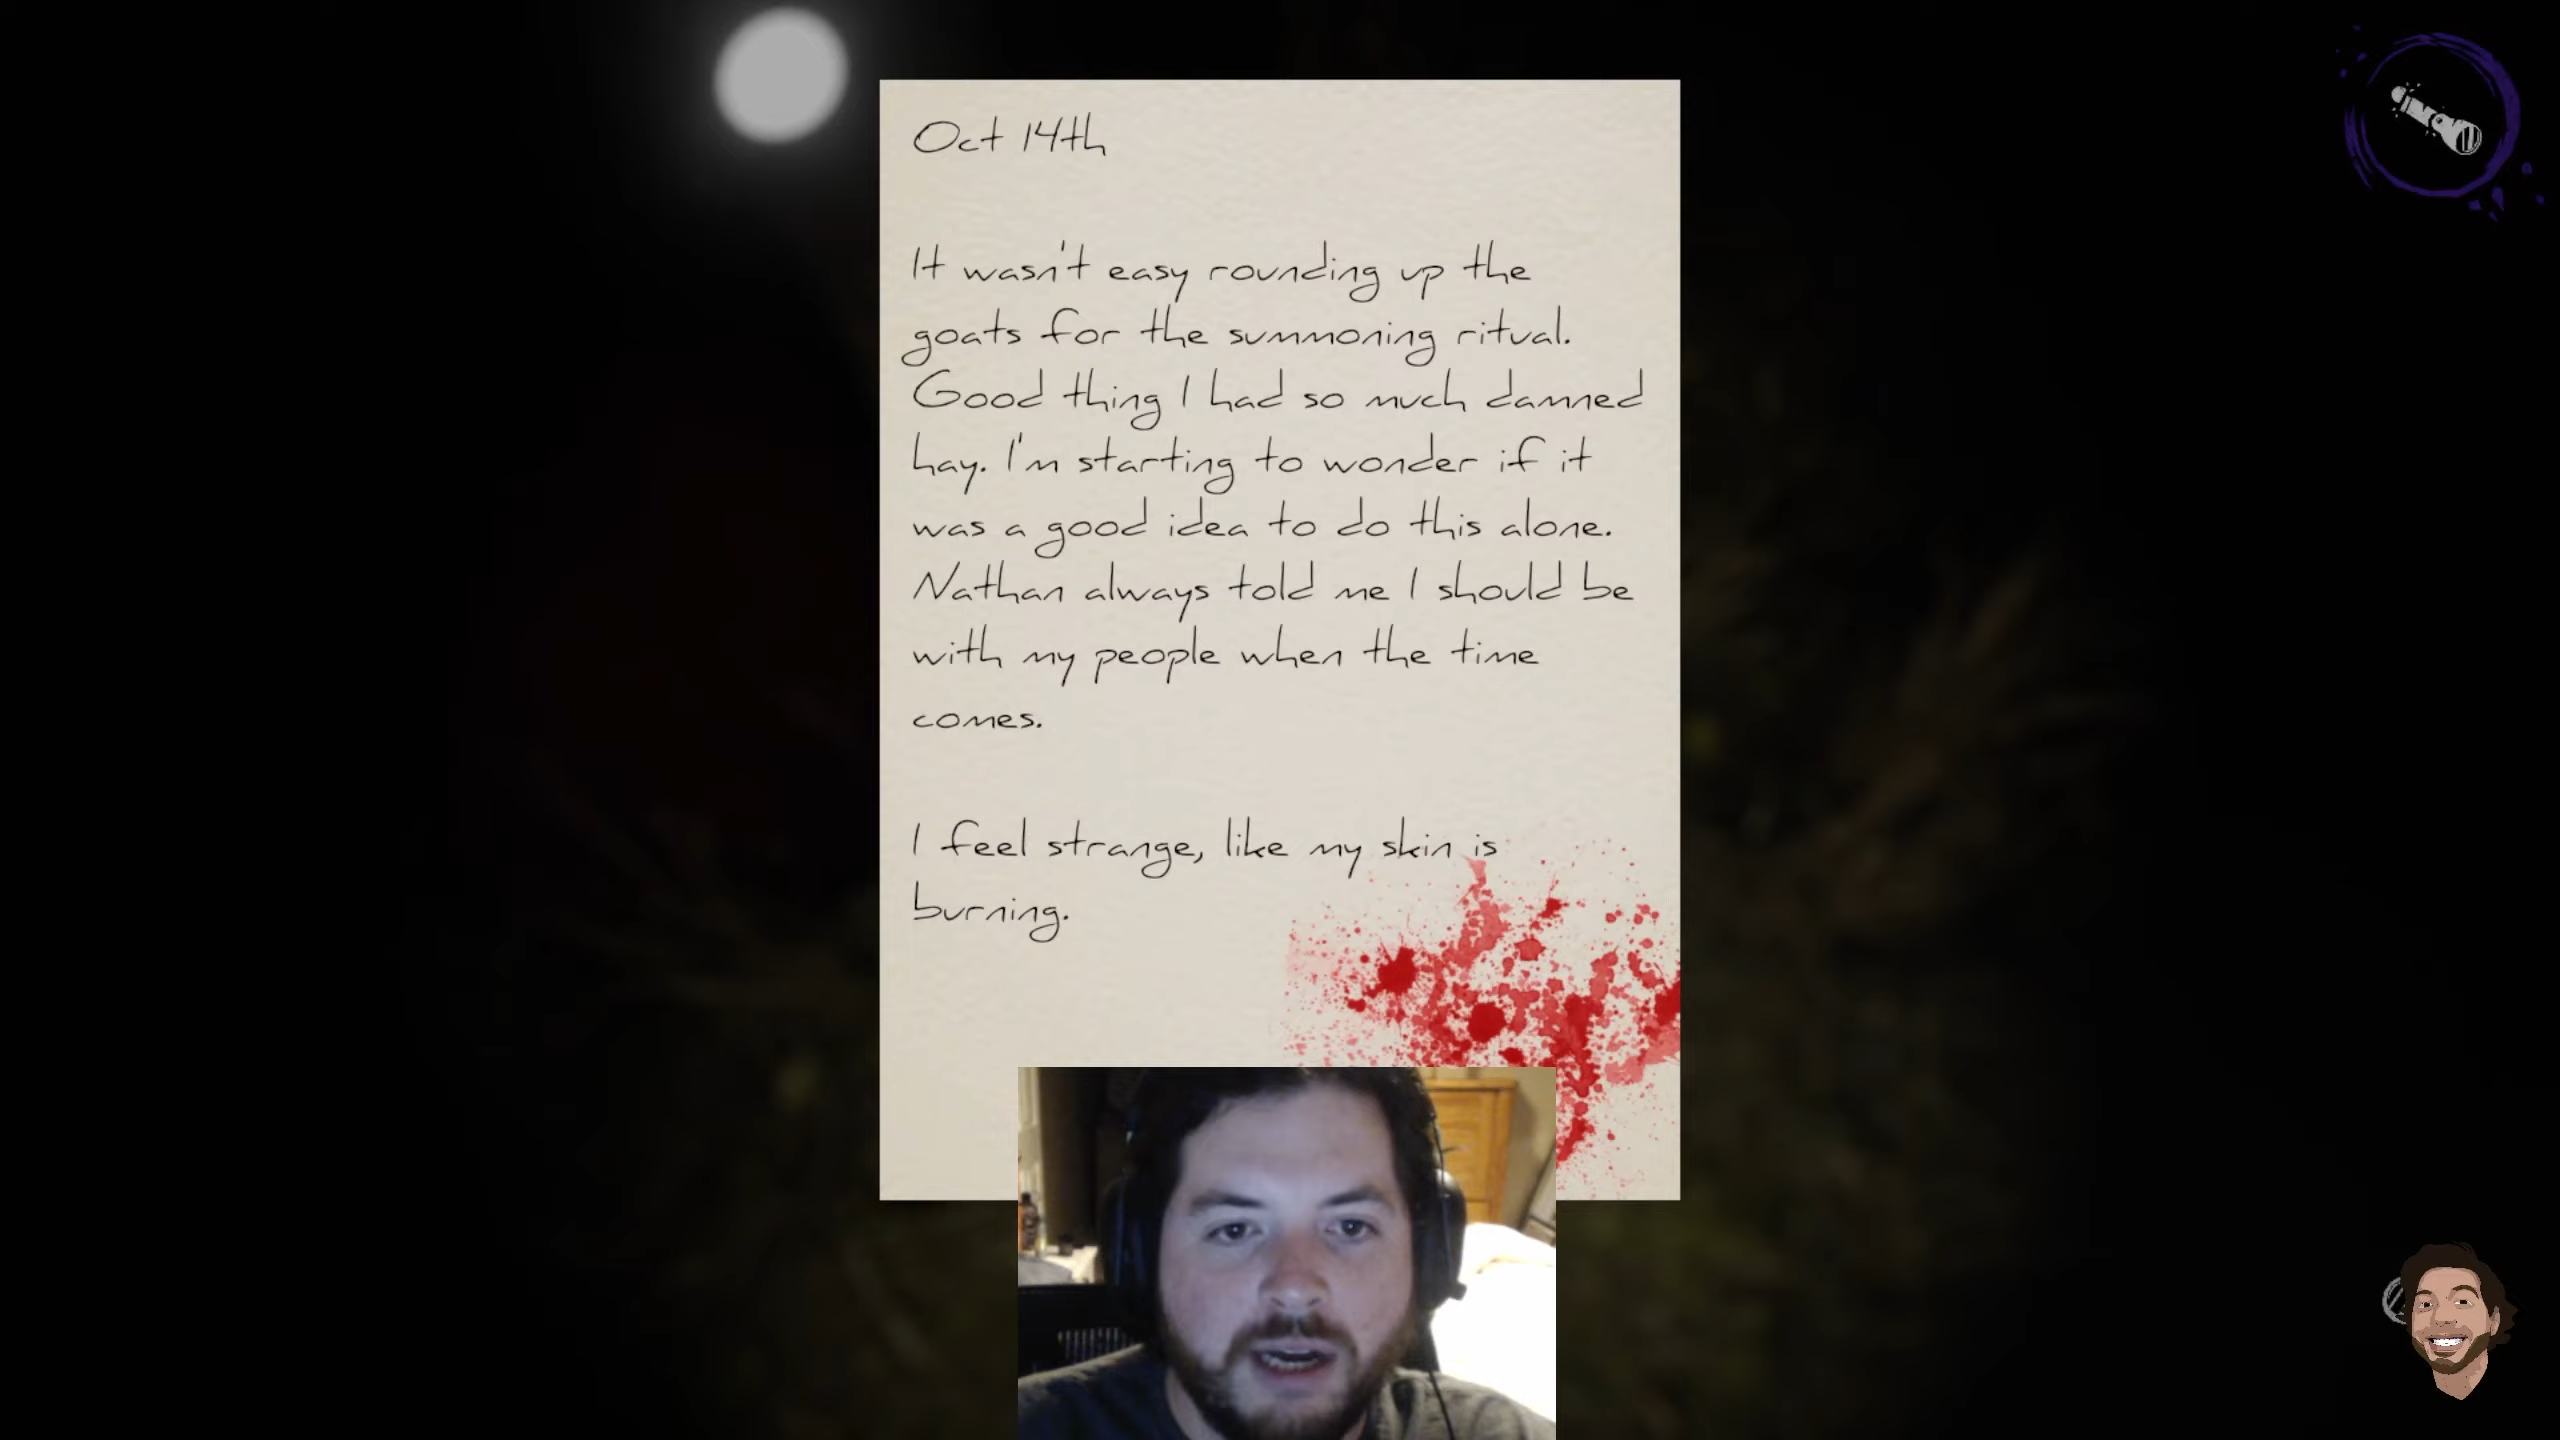 Oct 14th
It wasn't easy rounding up the
goats for the summoning ritual.
Good thing I had so much damned
hay. I'm starting to wonder if it
was a good idea to do this alone.
Nathan always told me I should be
with my people when the time
comes.
I feel strange, like my skin is
burning.